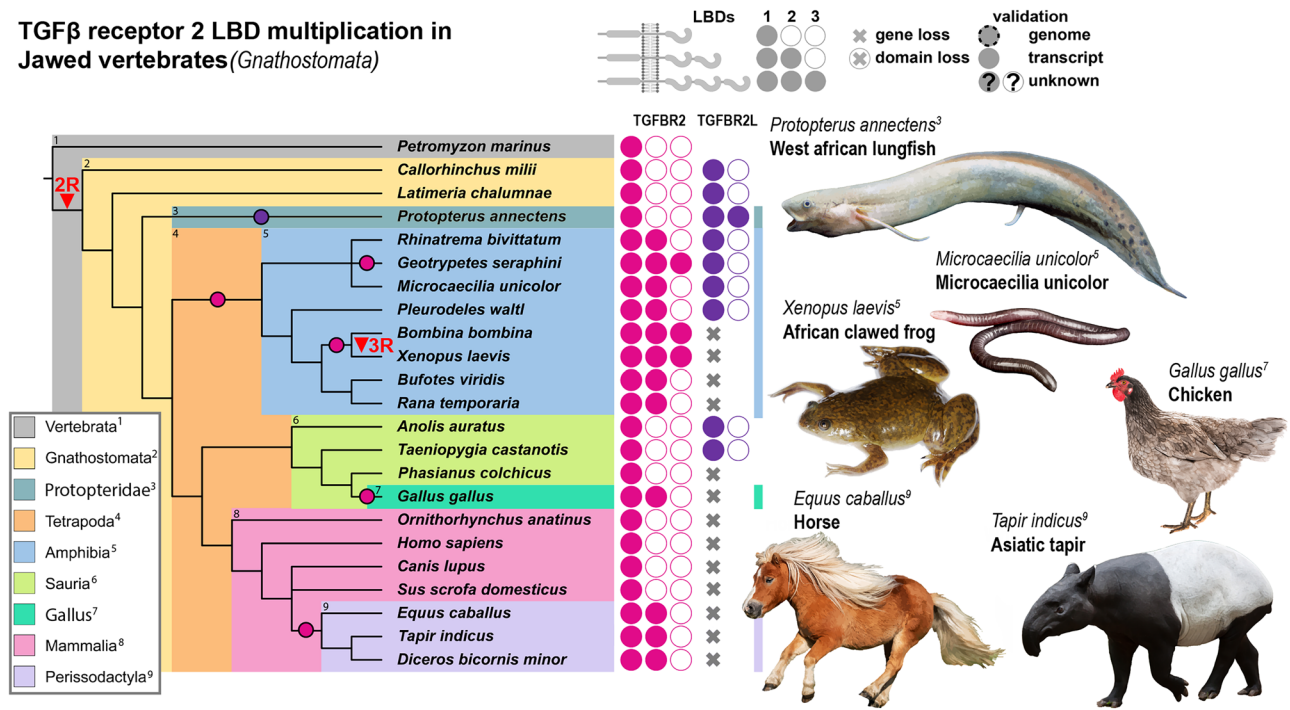 TGFβ receptor 2 LBD multiplication in
Jawed vertebrates (Gnathostomata)
LBDs 1 2 3
gene loss
domain loss
validation
genome
transcript
? ? unknown
TGFBR2 TGFBR2L
1 Petromyzon marinus
2 Callorhinchus milii
2R
Latimeria chalumnae
3 Protopterus annectens
4 5 Rhinatrema bivittatum
Geotrypetes seraphini
Microcaecilia unicolor
Pleurodeles waltl
Bombina bombina
3R
Xenopus laevis
Bufotes viridis
Rana temporaria
6 Anolis auratus
Taeniopygia castanotis
Phasianus colchicus
7 Gallus gallus
8 Ornithorhynchus anatinus
Homo sapiens
Canis lupus
Sus scrofa domesticus
9 Equus caballus
Tapir indicus
Diceros bicornis minor
Vertebrata¹
Gnathostomata²
Protopteridae³
Tetrapoda⁴
Amphibia⁵
Sauria⁶
Gallus⁷
Mammalia⁸
Perissodactyla⁹
Protopterus annectens³
West african lungfish
Microcaecilia unicolor⁵
Microcaecilia unicolor
Xenopus laevis⁵
African clawed frog
Gallus gallus⁷
Chicken
Equus caballus⁹
Horse
Tapir indicus⁹
Asiatic tapir